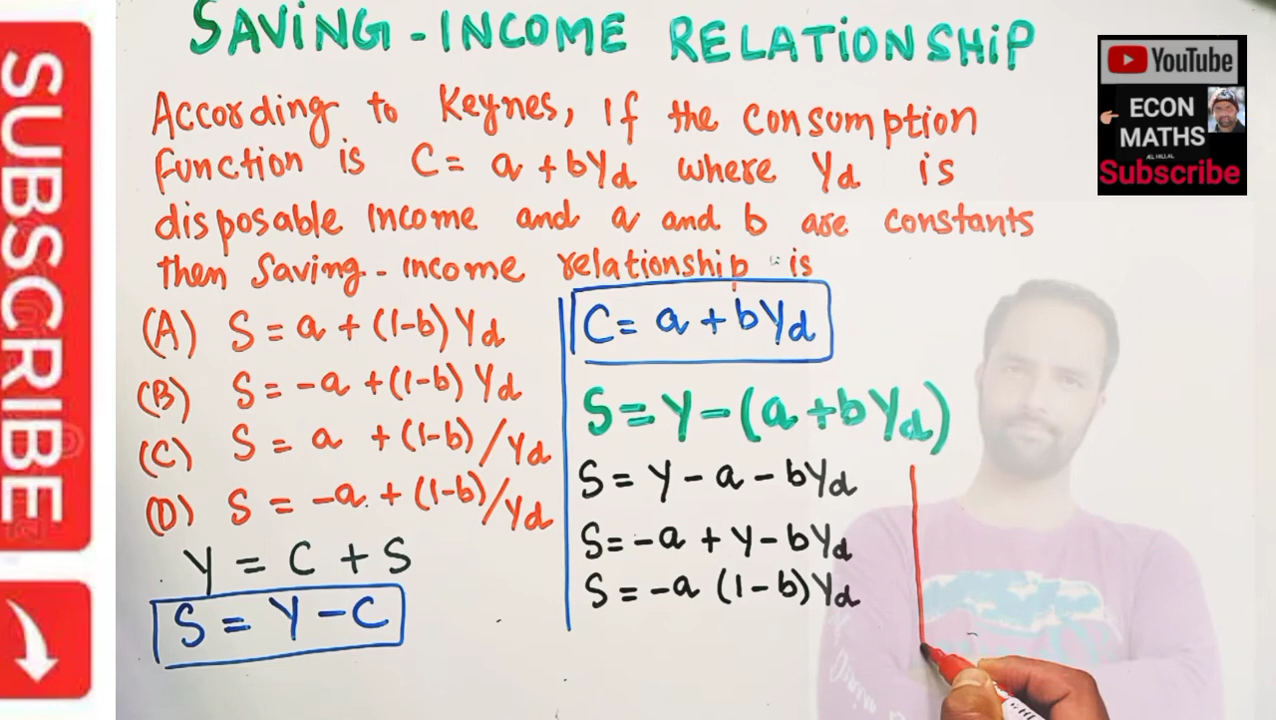 SAVING-INCOME RELATIONSHIP
According to Keynes, If the Consumption
function is C = a + bYd where Yd is
disposable Income and a and b are constants
then Saving-income relationship is
(A) S = a + (1-b) Yd
(B) S = -a + (1-b) Yd
(C) S = a + (1-b)/Yd
(D) S = -a + (1-b)/Yd
Y = C + S
S = Y - C
C = a + bYd
S = Y - (a + bYd)
S = Y - a - bYd
S = -a + Y - bYd
S = -a (1-b) Yd
SUBSCRIBE
YouTube
ECON
MATHS
Subscribe